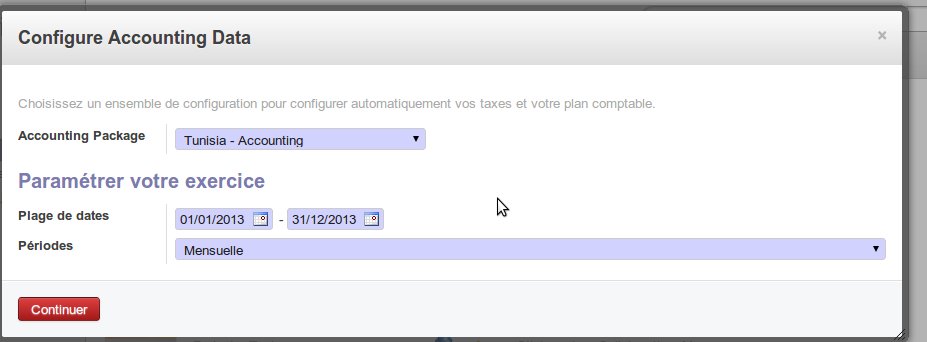 Configure Accounting Data
×
Choisissez un ensemble de configuration pour configurer automatiquement vos taxes et votre plan comptable.
Accounting Package Tunisia - Accounting
Paramétrer votre exercice
Plage de dates 01/01/2013 - 31/12/2013
Périodes Mensuelle
Continuer